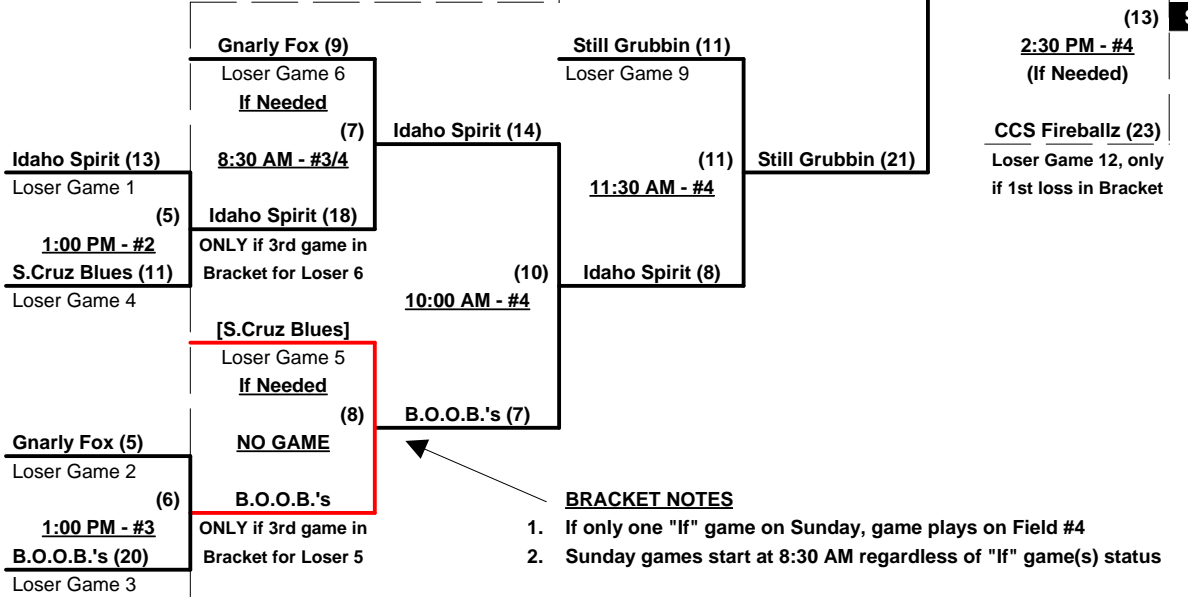 (13)
2:30 PM - #4
(If Needed)
CCS Fireballz (23)
Loser Game 12, only
if 1st loss in Bracket
Gnarly Fox (9)
Loser Game 6
If Needed
(7)
8:30 AM - #3/4
Idaho Spirit (18)
ONLY if 3rd game in
Bracket for Loser 6
Still Grubbin (11)
Loser Game 9
(11)
11:30 AM - #4
Idaho Spirit (8)
Still Grubbin (21)
Idaho Spirit (14)
(10)
10:00 AM - #4
B.O.O.B.'s (7)
Idaho Spirit (13)
Loser Game 1
(5)
1:00 PM - #2
S.Cruz Blues (11)
Loser Game 4
[S.Cruz Blues]
Loser Game 5
If Needed
(8)
NO GAME
B.O.O.B.'s
ONLY if 3rd game in
Bracket for Loser 5
Gnarly Fox (5)
Loser Game 2
(6)
1:00 PM - #3
B.O.O.B.'s (20)
Loser Game 3
BRACKET NOTES
1. If only one "If" game on Sunday, game plays on Field #4
2. Sunday games start at 8:30 AM regardless of "If" game(s) status